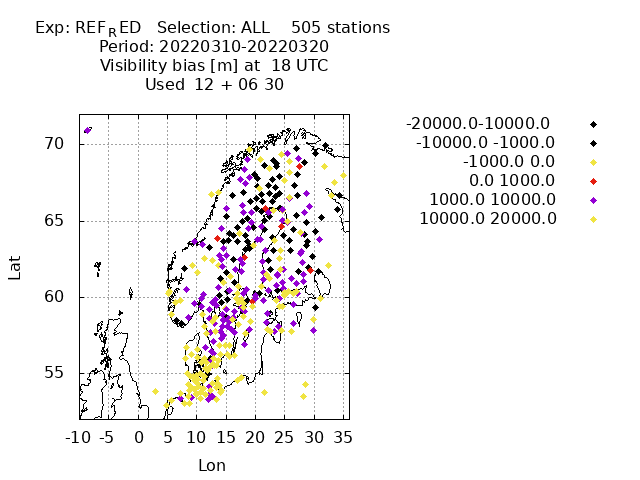 Exp: REFRED   Selection: ALL    505 stations
Period: 20220310-20220320
Visibility bias [m] at  18 UTC
Used  12 + 06 30
-20000.0-10000.0
-10000.0 -1000.0
-1000.0 0.0
0.0 1000.0
1000.0 10000.0
10000.0 20000.0
70
65
60
55
Lat
-10 -5 0 5 10 15 20 25 30 35
Lon